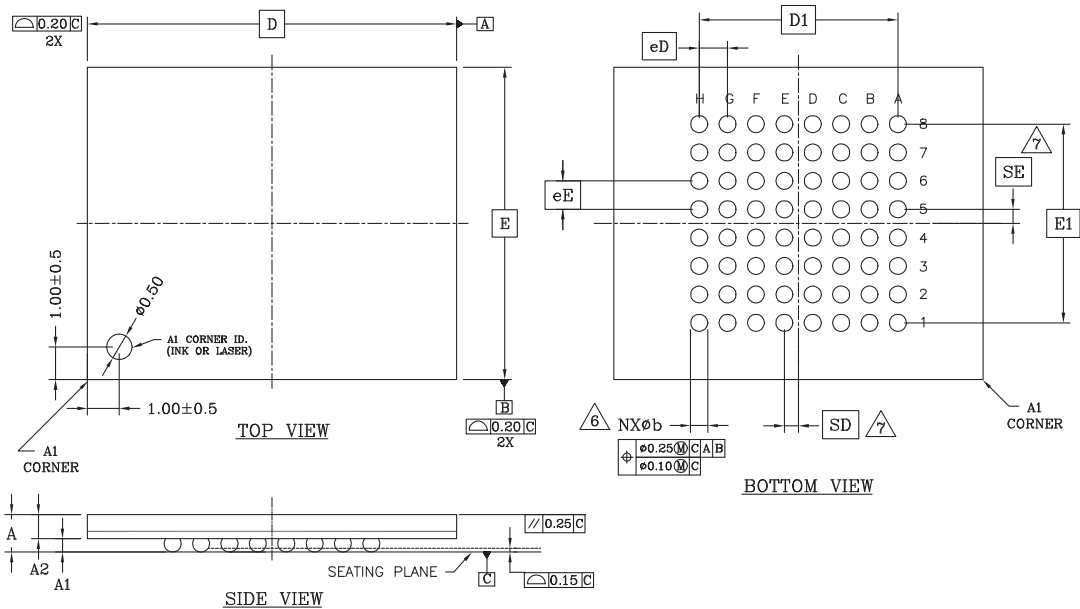 ⌓ 0.20 C
2X
D
A
E
1.00±0.5
ø0.50
A1 CORNER ID.
(INK OR LASER)
1.00±0.5
B
⌓ 0.20 C
2X
A1
CORNER
TOP VIEW
D1
eD
H G F E D C B A
8
7
6
5
4
3
2
1
7
SE
eE
E1
6 NXøb
SD 7
⌖ ø0.25Ⓜ C A B
ø0.10Ⓜ C
A1
CORNER
BOTTOM VIEW
A
A2
A1
// 0.25 C
SEATING PLANE
C
⌓ 0.15 C
SIDE VIEW